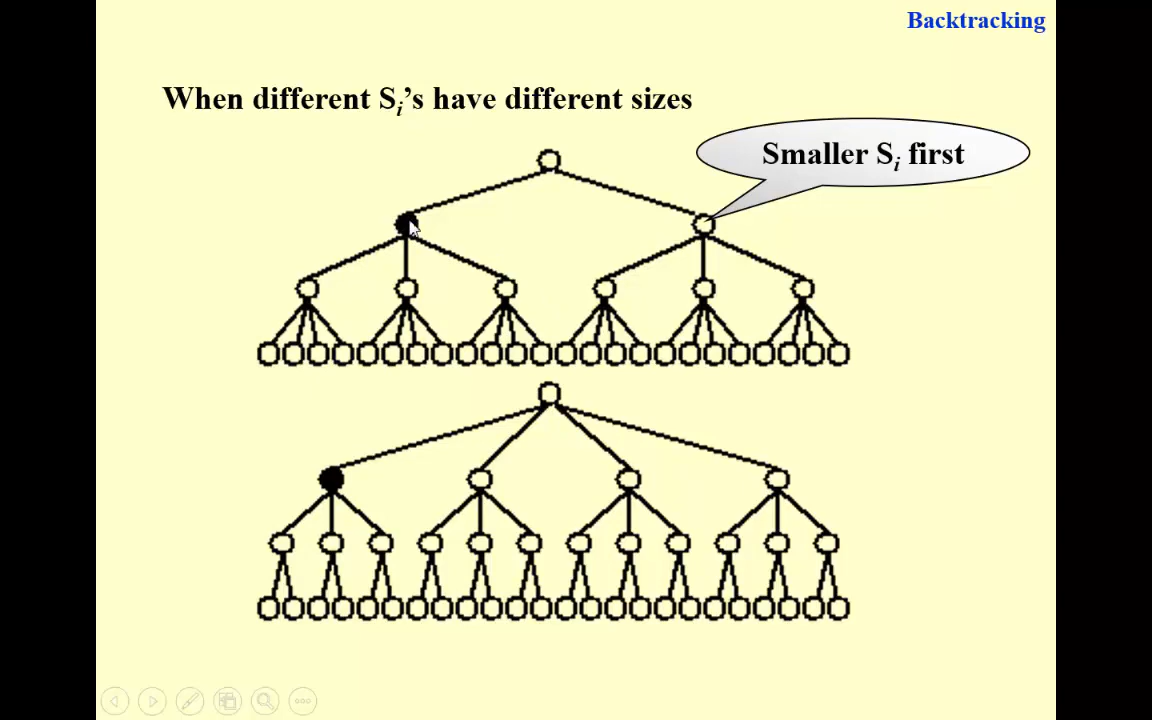 Backtracking
When different Si's have different sizes
Smaller Si first